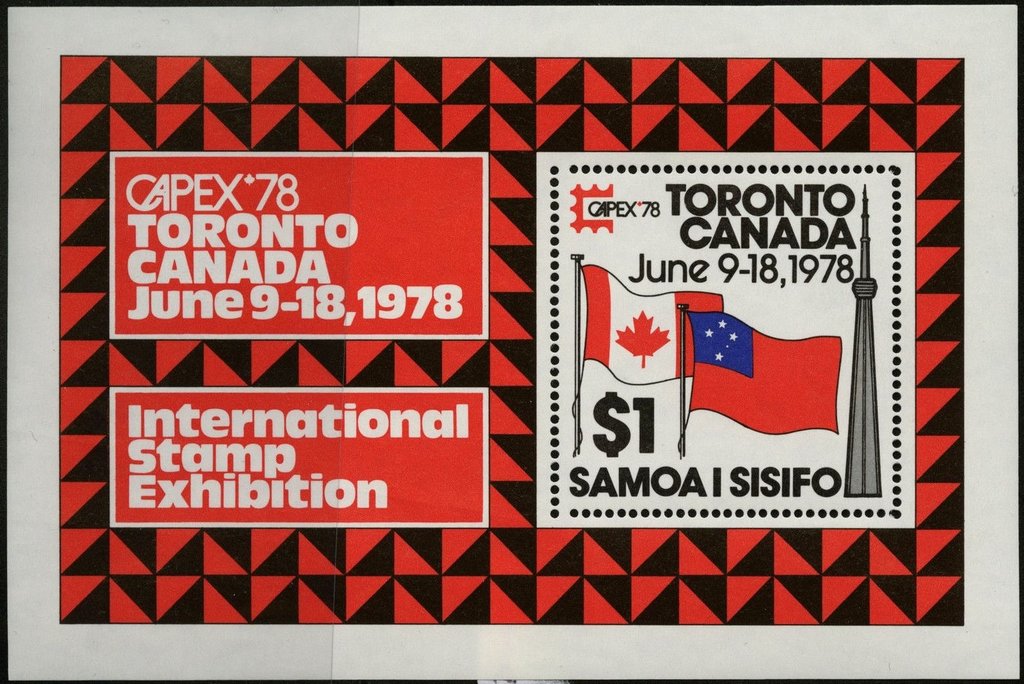 CAPEX '78
TORONTO
CANADA
June 9-18, 1978
International
Stamp
Exhibition
CAPEX '78
TORONTO
CANADA
June 9-18, 1978
$1
SAMOA I SISIFO